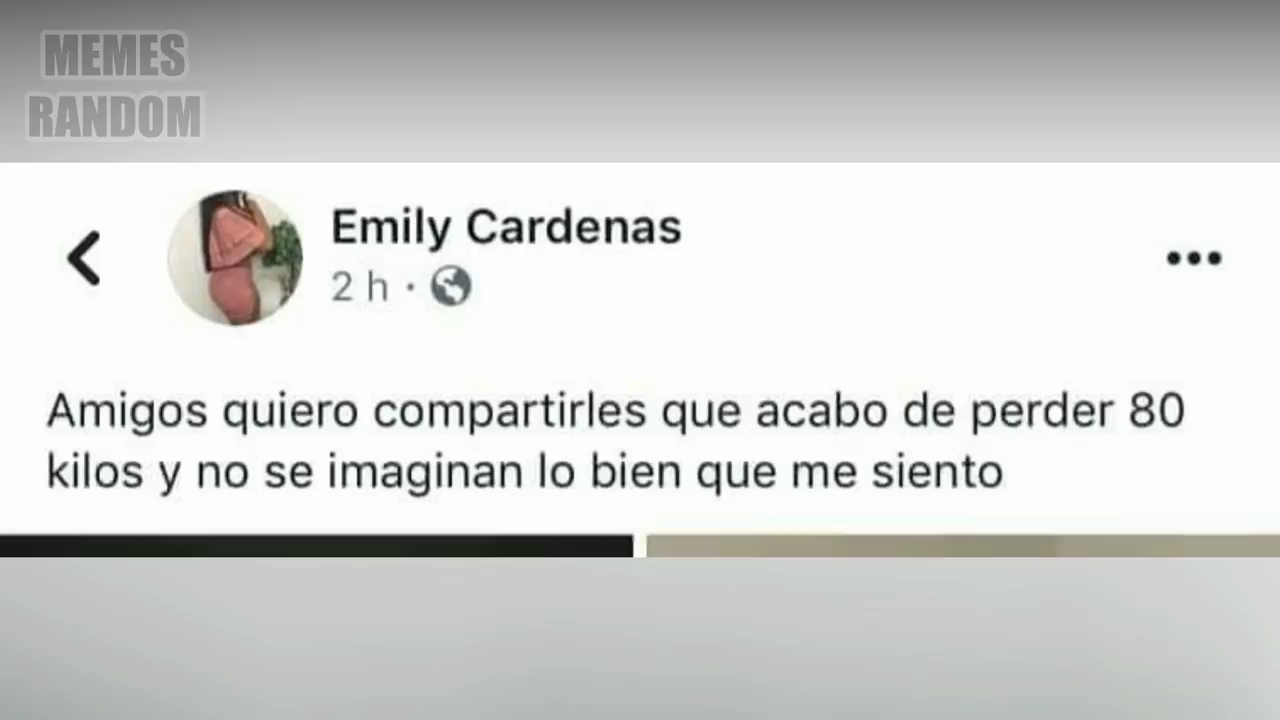 MEMES
RANDOM
Emily Cardenas
2 h ·
Amigos quiero compartirles que acabo de perder 80
kilos y no se imaginan lo bien que me siento